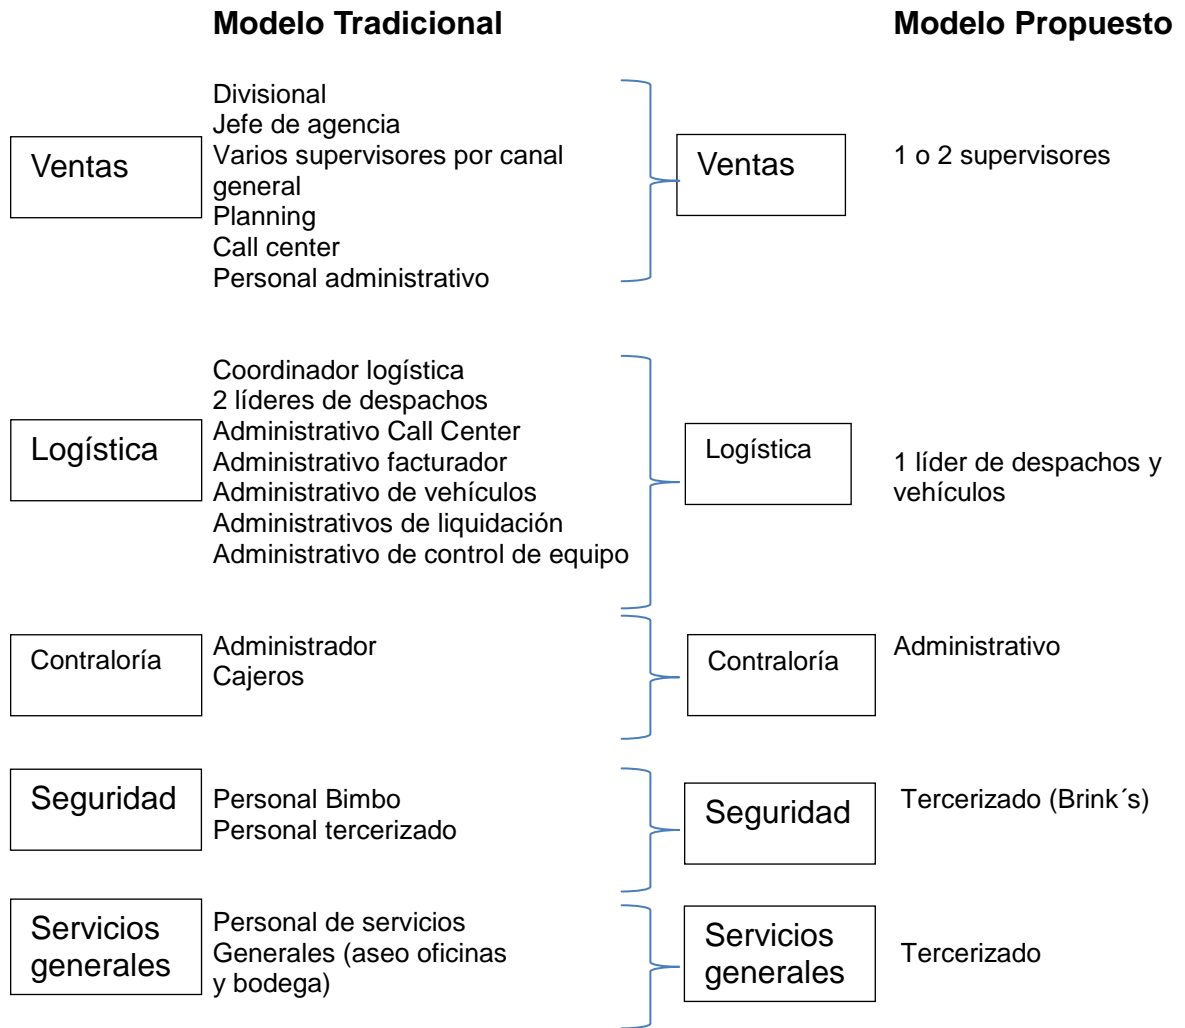 Modelo Tradicional
Modelo Propuesto
Ventas
Divisional
Jefe de agencia
Varios supervisores por canal
general
Planning
Call center
Personal administrativo
Ventas
1 o 2 supervisores
Logística
Coordinador logística
2 líderes de despachos
Administrativo Call Center
Administrativo facturador
Administrativo de vehículos
Administrativos de liquidación
Administrativo de control de equipo
Logística
1 líder de despachos y
vehículos
Contraloría
Administrador
Cajeros
Contraloría
Administrativo
Seguridad
Personal Bimbo
Personal tercerizado
Seguridad
Tercerizado (Brink´s)
Servicios
generales
Personal de servicios
Generales (aseo oficinas
y bodega)
Servicios
generales
Tercerizado